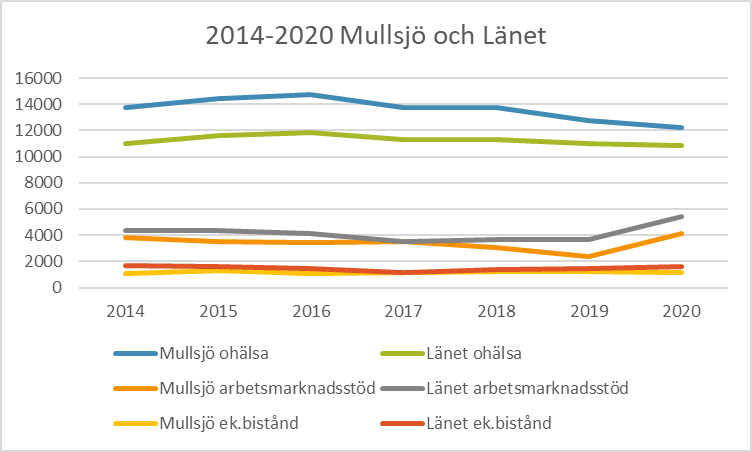 2014-2020 Mullsjö och Länet
16000
14000
12000
10000
8000
6000
4000
2000
0
2014 2015 2016 2017 2018 2019 2020
Mullsjö ohälsa Länet ohälsa
Mullsjö arbetsmarknadsstöd Länet arbetsmarknadsstöd
Mullsjö ek.bistånd Länet ek.bistånd